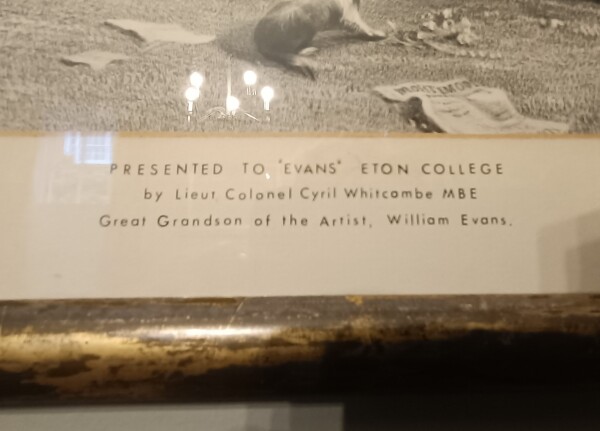 PRESENTED TO "EVANS" ETON COLLEGE
by Lieut Colonel Cyril Whitcombe MBE
Great Grandson of the Artist, William Evans.